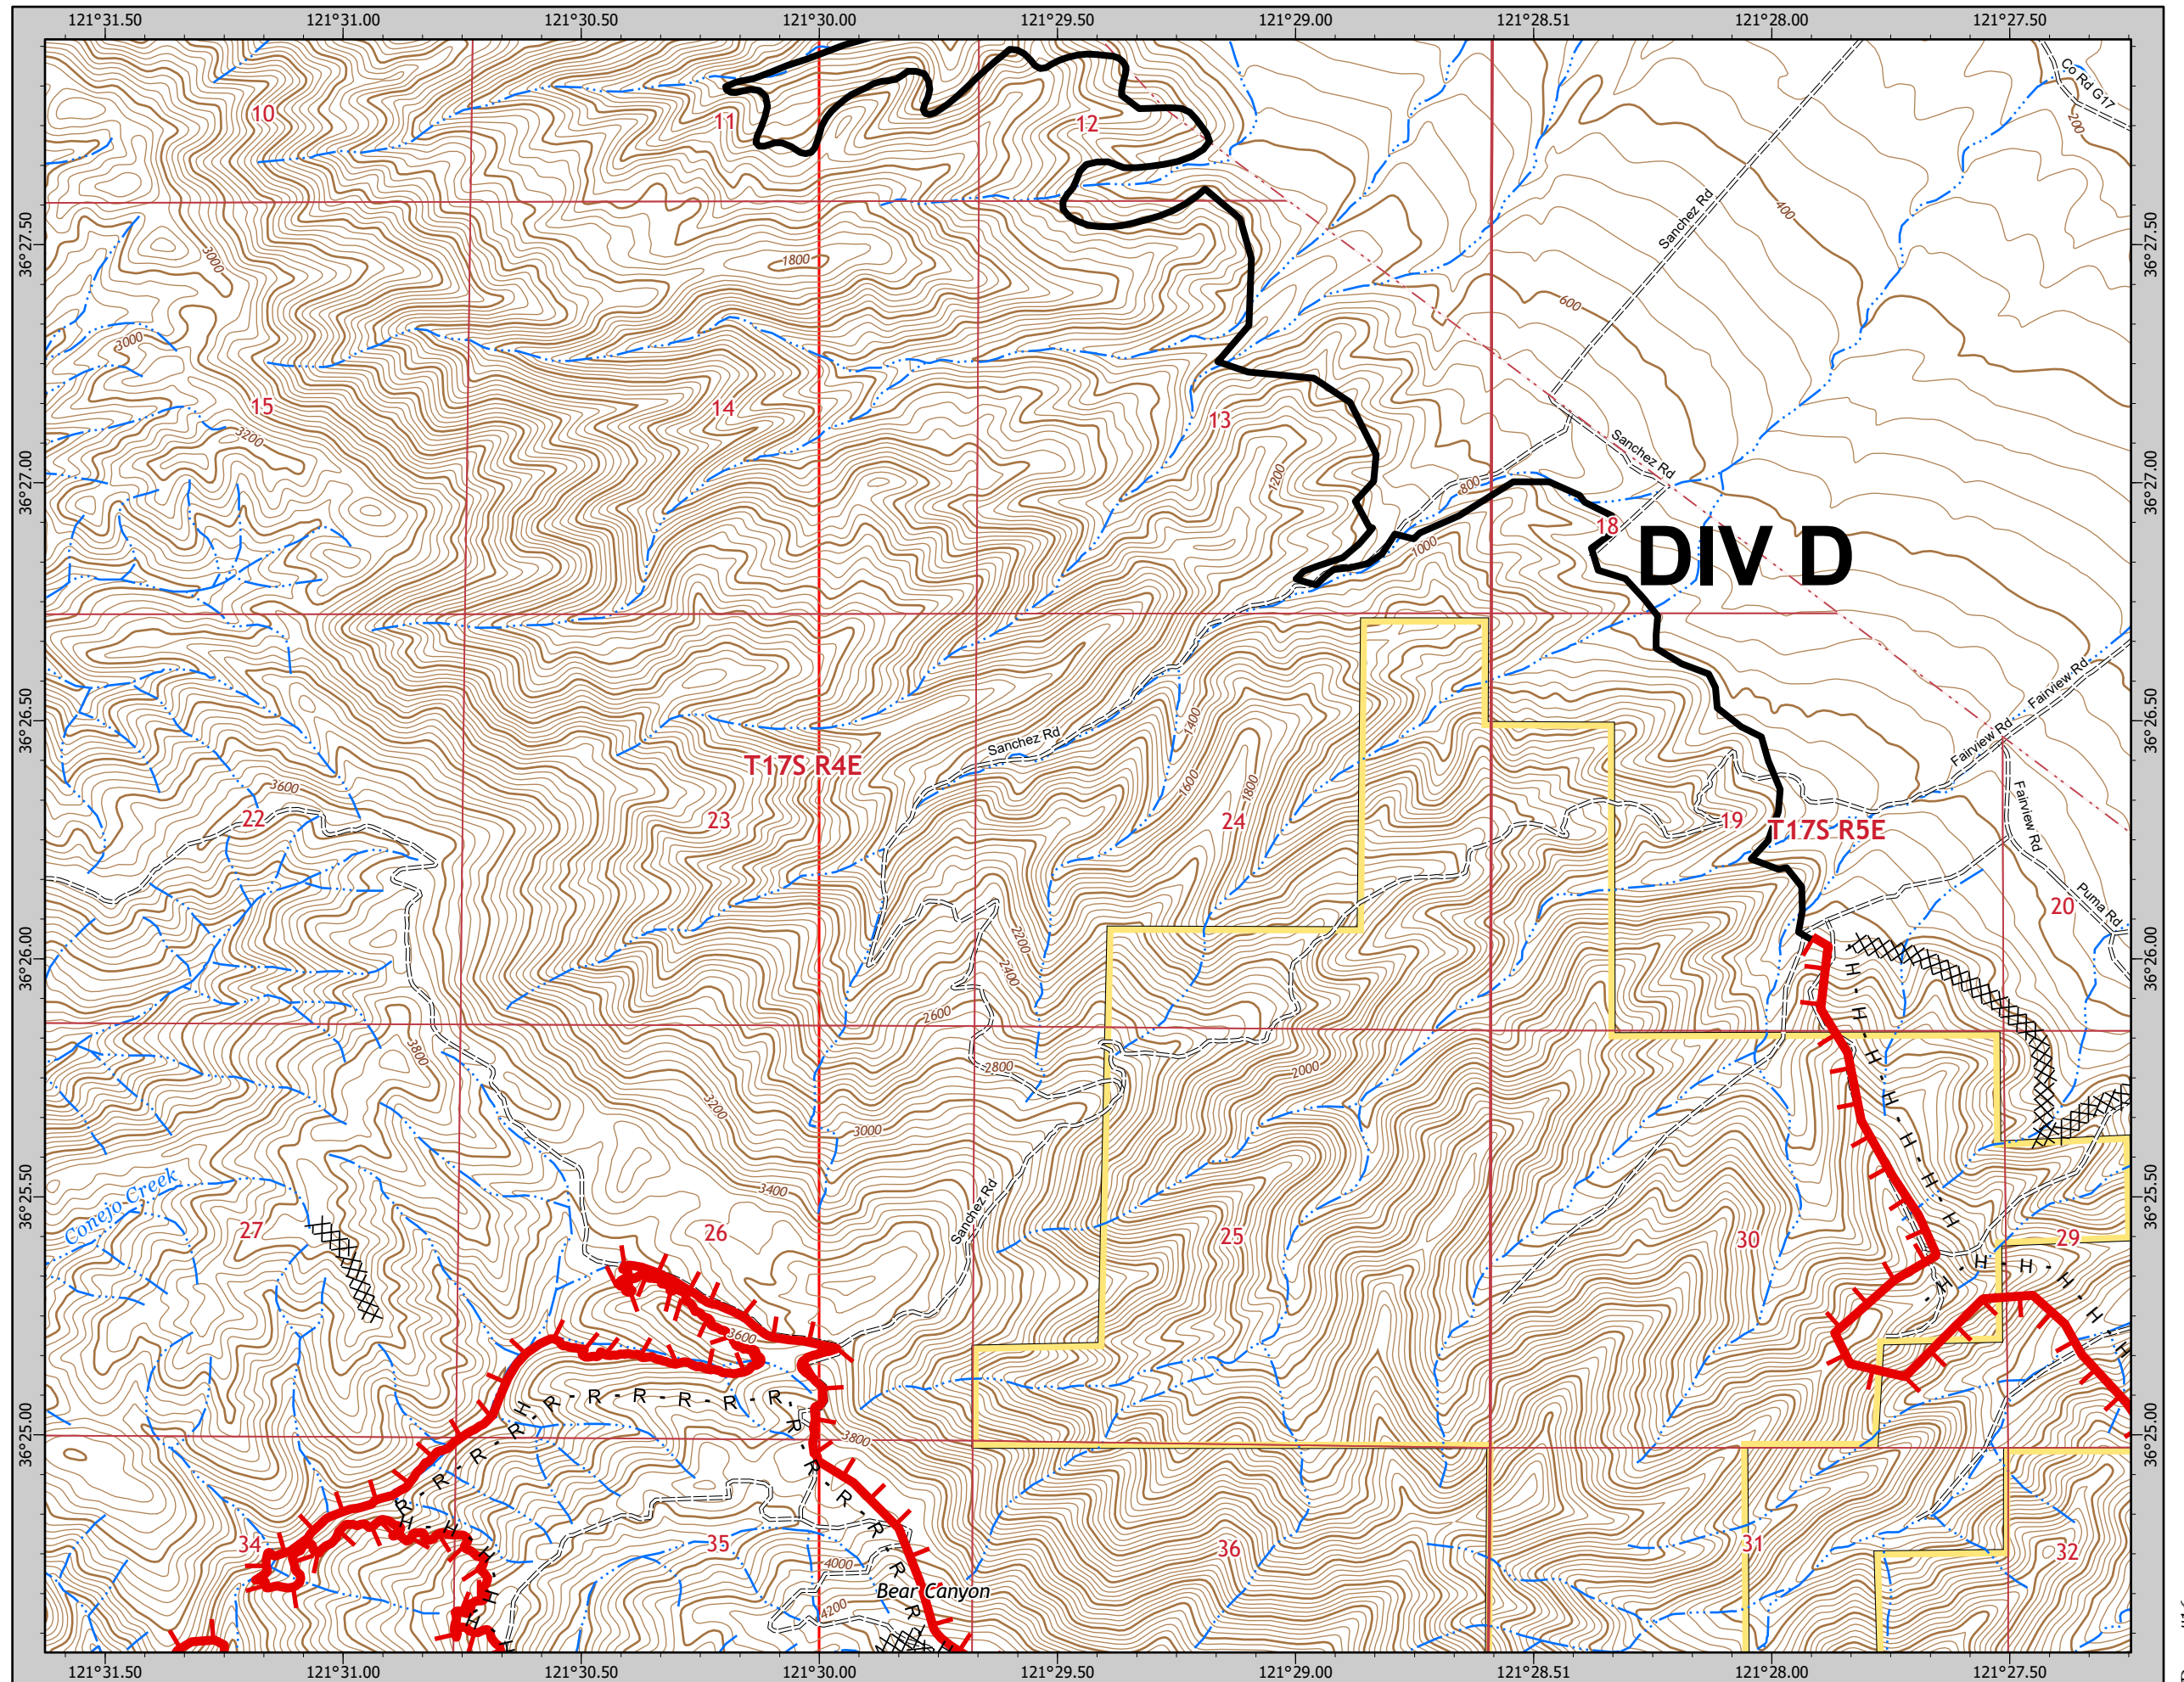 121°31.50 121°31.00 121°30.50 121°30.00 121°29.50 121°29.00 121°28.51 121°28.00 121°27.50
Co Rd G17
200
10
11
12
Sanchez Rd
400
36°27.50
36°27.50
3000
1800
600
3000
15
14
13
3200
Sanchez Rd
1200
800
36°27.00
36°27.00
18
DIV D
1000
Fairview Rd
36°26.50
36°26.50
1400
Sanchez Rd
Fairview Rd
T17S R4E
3600
1600
1800
Fairview Rd
22
23
24
19
T17S R5E
Puma Rd
20
2200
36°26.00
36°26.00
2400
2600
H - H - H - H - H - H - H - H
3800
2800
2000
3200
3000
Conejo Creek
3400
Sanchez Rd
36°25.50
36°25.50
27
26
25
30
29
- H - H - H - H - H - H
3600
R - R - R - R - H - R - R - R - R - R - R -
36°25.00
36°25.00
3800
R - R - R - R - R - R
H - H - H - H - H - H
34
35
36
31
32
4000
Bear Canyon
4200
H
121°31.50 121°31.00 121°30.50 121°30.00 121°29.50 121°29.00 121°28.51 121°28.00 121°27.50